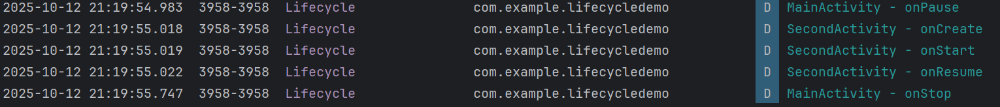 2025-10-12 21:19:54.983 3958-3958 Lifecycle com.example.lifecycledemo D MainActivity - onPause
2025-10-12 21:19:55.018 3958-3958 Lifecycle com.example.lifecycledemo D SecondActivity - onCreate
2025-10-12 21:19:55.019 3958-3958 Lifecycle com.example.lifecycledemo D SecondActivity - onStart
2025-10-12 21:19:55.022 3958-3958 Lifecycle com.example.lifecycledemo D SecondActivity - onResume
2025-10-12 21:19:55.747 3958-3958 Lifecycle com.example.lifecycledemo D MainActivity - onStop